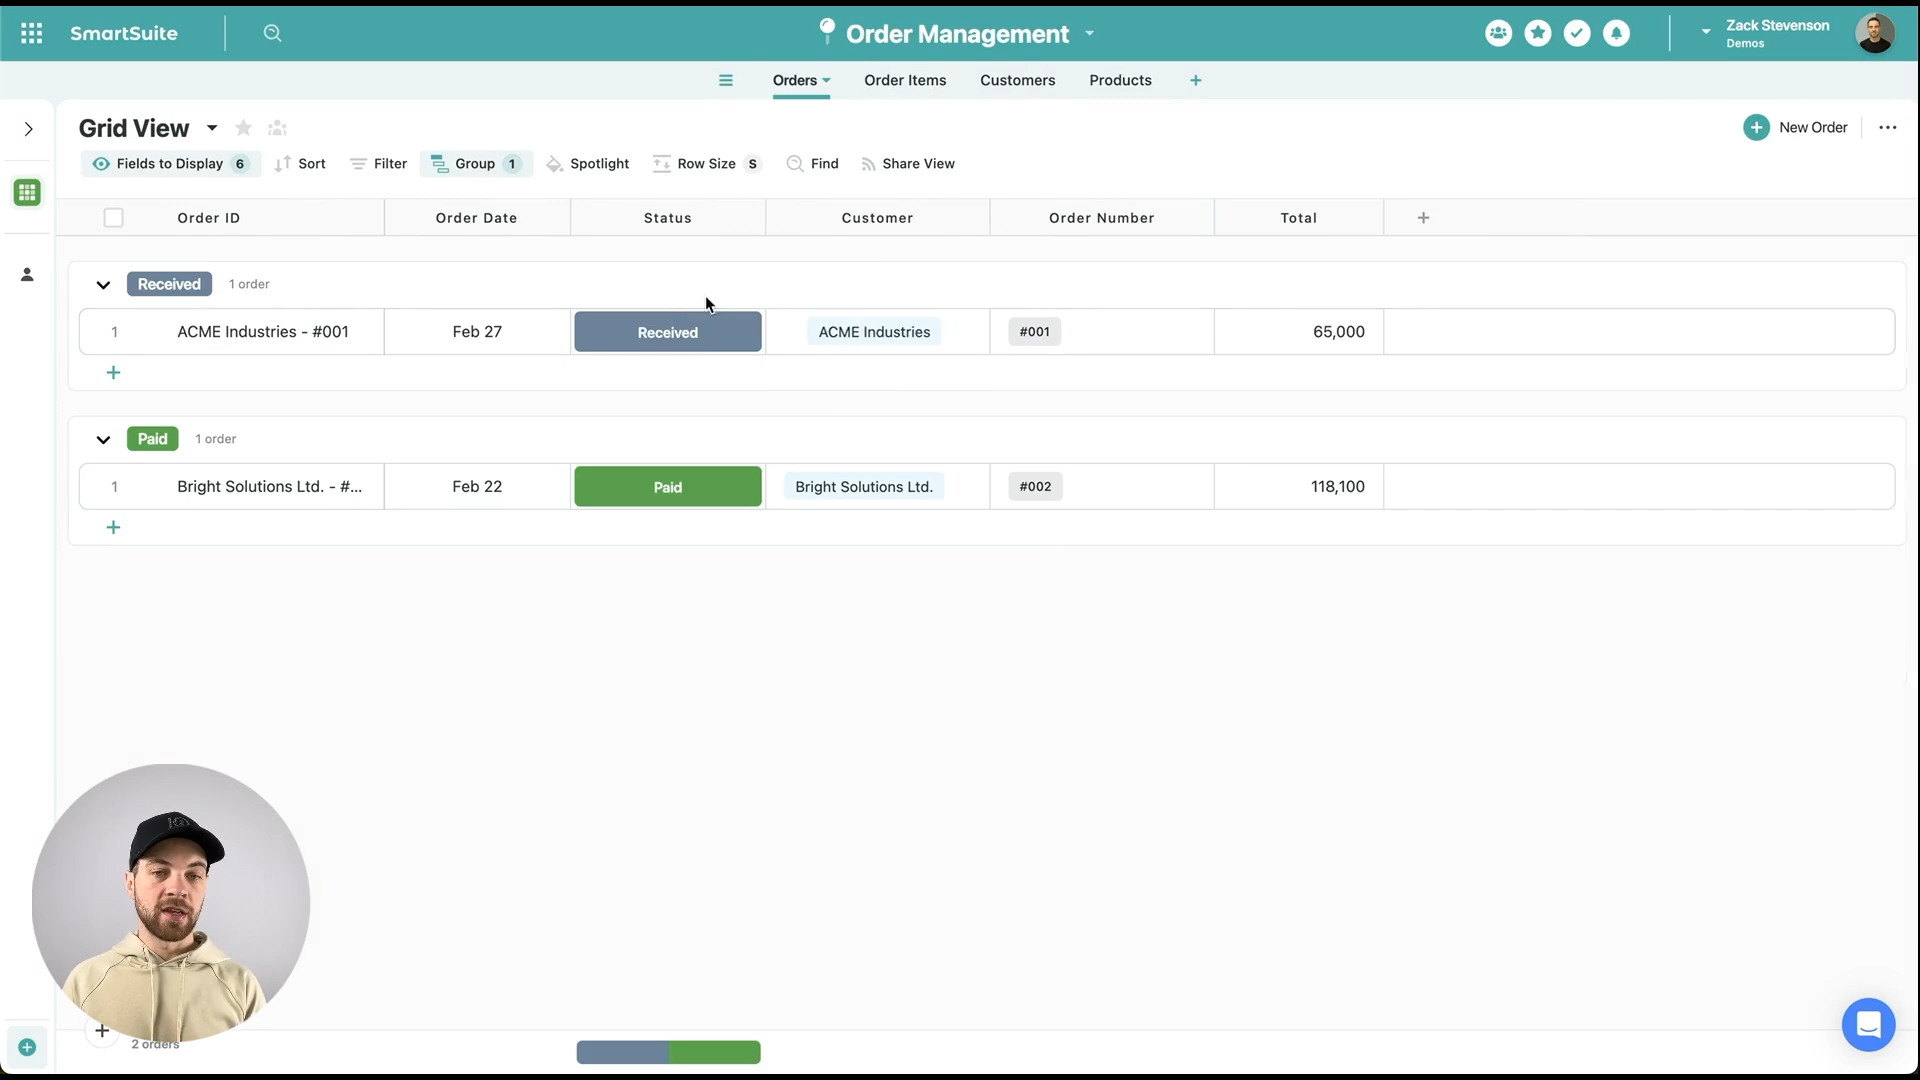 SmartSuite
Order Management
Zack Stevenson
Demos
Orders Order Items Customers Products +
Grid View
New Order
Fields to Display 6 Sort Filter Group 1 Spotlight Row Size S Find Share View
Order ID Order Date Status Customer Order Number Total +
Received 1 order
1 ACME Industries - #001 Feb 27 Received ACME Industries #001 65,000
+
Paid 1 order
1 Bright Solutions Ltd. - #... Feb 22 Paid Bright Solutions Ltd. #002 118,100
+
+
2 orders